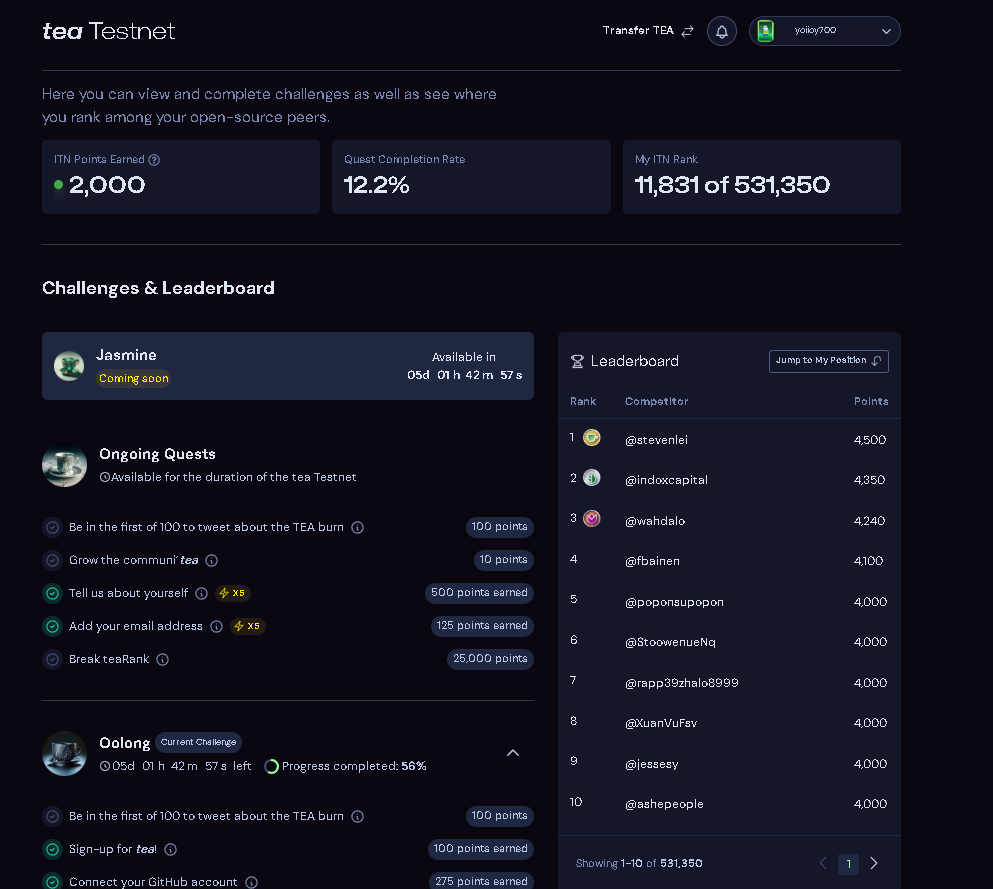 tea Testnet
Transfer TEA
yoiioy700
Here you can view and complete challenges as well as see where
you rank among your open-source peers.
ITN Points Earned
2,000
Quest Completion Rate
12.2%
My ITN Rank
11,831 of 531,350
Challenges & Leaderboard
Jasmine
Coming soon
Available in
05d 01 h 42 m 57 s
Ongoing Quests
Available for the duration of the tea Testnet
Be in the first of 100 to tweet about the TEA burn
100 points
Grow the communi'tea
10 points
Tell us about yourself
X5
500 points earned
Add your email address
X5
125 points earned
Break teaRank
25,000 points
Oolong
Current Challenge
05d 01 h 42 m 57 s left
Progress completed: 56%
Be in the first of 100 to tweet about the TEA burn
100 points
Sign-up for tea!
100 points earned
Connect your GitHub account
275 points earned
Leaderboard
Jump to My Position
Rank Competitor Points
1 @stevenlei 4,500
2 @indoxcapital 4,350
3 @wahdalo 4,240
4 @fbainen 4,100
5 @poponsupopon 4,000
6 @StoowenueNq 4,000
7 @rapp39zhalo8999 4,000
8 @XuanVuFsv 4,000
9 @jessesy 4,000
10 @ashepeople 4,000
Showing 1-10 of 531,350
1